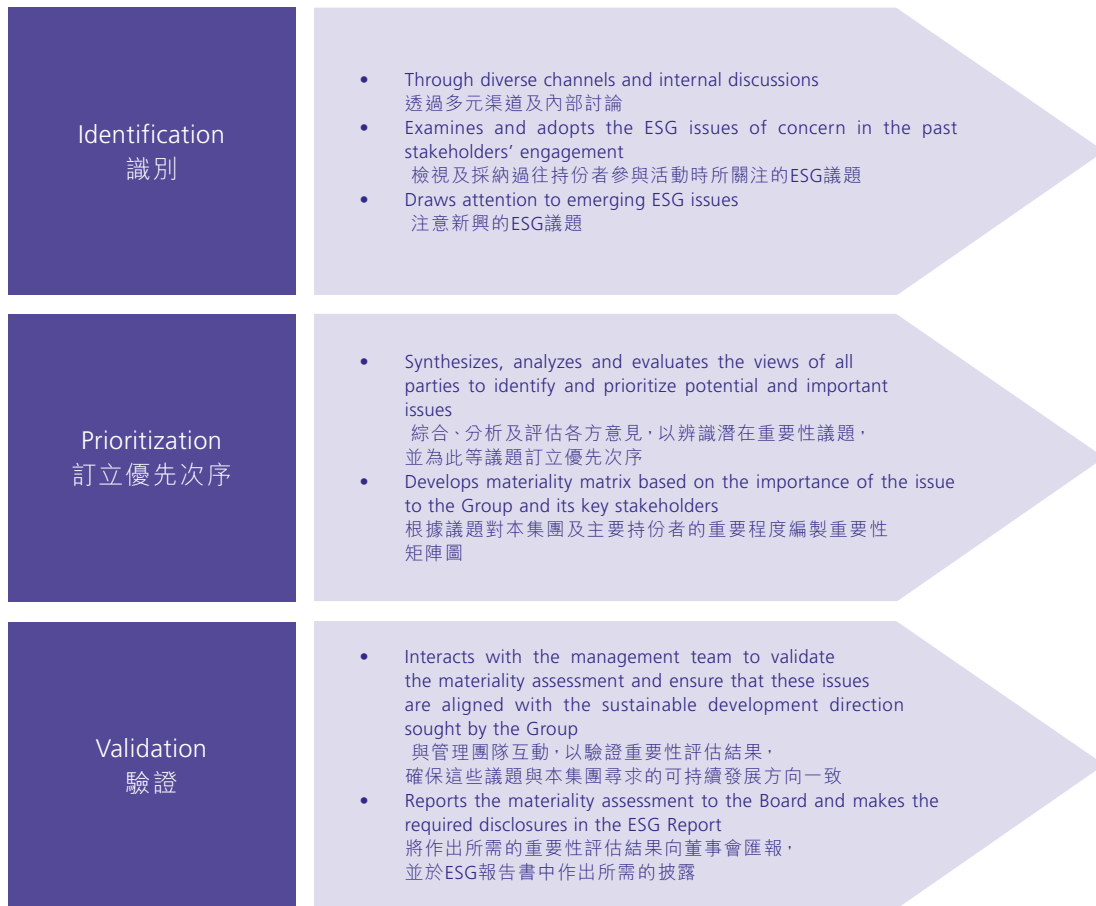 Identification
識別
• Through diverse channels and internal discussions
透過多元渠道及內部討論
• Examines and adopts the ESG issues of concern in the past
stakeholders’ engagement
檢視及採納過往持份者參與活動時所關注的ESG議題
• Draws attention to emerging ESG issues
注意新興的ESG議題
Prioritization
訂立優先次序
• Synthesizes, analyzes and evaluates the views of all
parties to identify and prioritize potential and important
issues
綜合、分析及評估各方意見，以辨識潛在重要性議題，
並為此等議題訂立優先次序
• Develops materiality matrix based on the importance of the issue
to the Group and its key stakeholders
根據議題對本集團及主要持份者的重要程度編製重要性
矩陣圖
Validation
驗證
• Interacts with the management team to validate
the materiality assessment and ensure that these issues
are aligned with the sustainable development direction
sought by the Group
與管理團隊互動，以驗證重要性評估結果，
確保這些議題與本集團尋求的可持續發展方向一致
• Reports the materiality assessment to the Board and makes the
required disclosures in the ESG Report
將作出所需的重要性評估結果向董事會匯報，
並於ESG報告書中作出所需的披露